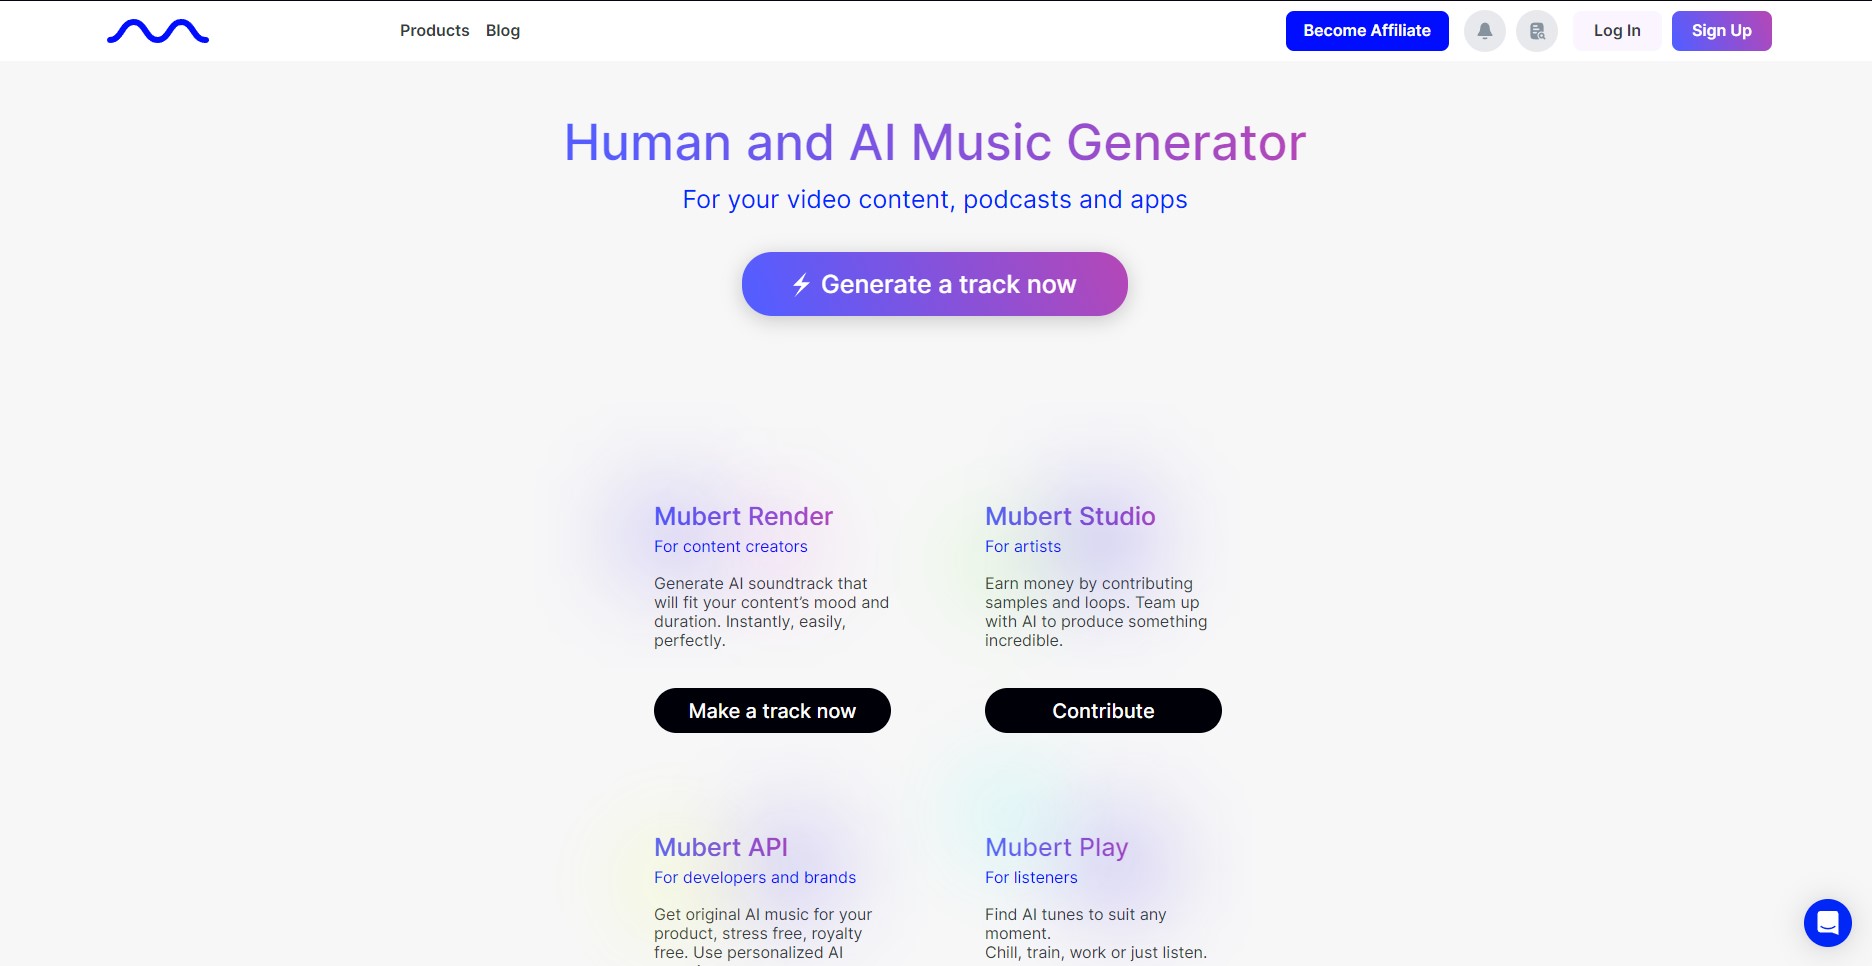 Products Blog Become Affiliate Log In Sign Up
Human and AI Music Generator
For your video content, podcasts and apps
Generate a track now
Mubert Render
For content creators
Generate AI soundtrack that
will fit your content’s mood and
duration. Instantly, easily,
perfectly.
Make a track now
Mubert Studio
For artists
Earn money by contributing
samples and loops. Team up
with AI to produce something
incredible.
Contribute
Mubert API
For developers and brands
Get original AI music for your
product, stress free, royalty
free. Use personalized AI
Mubert Play
For listeners
Find AI tunes to suit any
moment.
Chill, train, work or just listen.